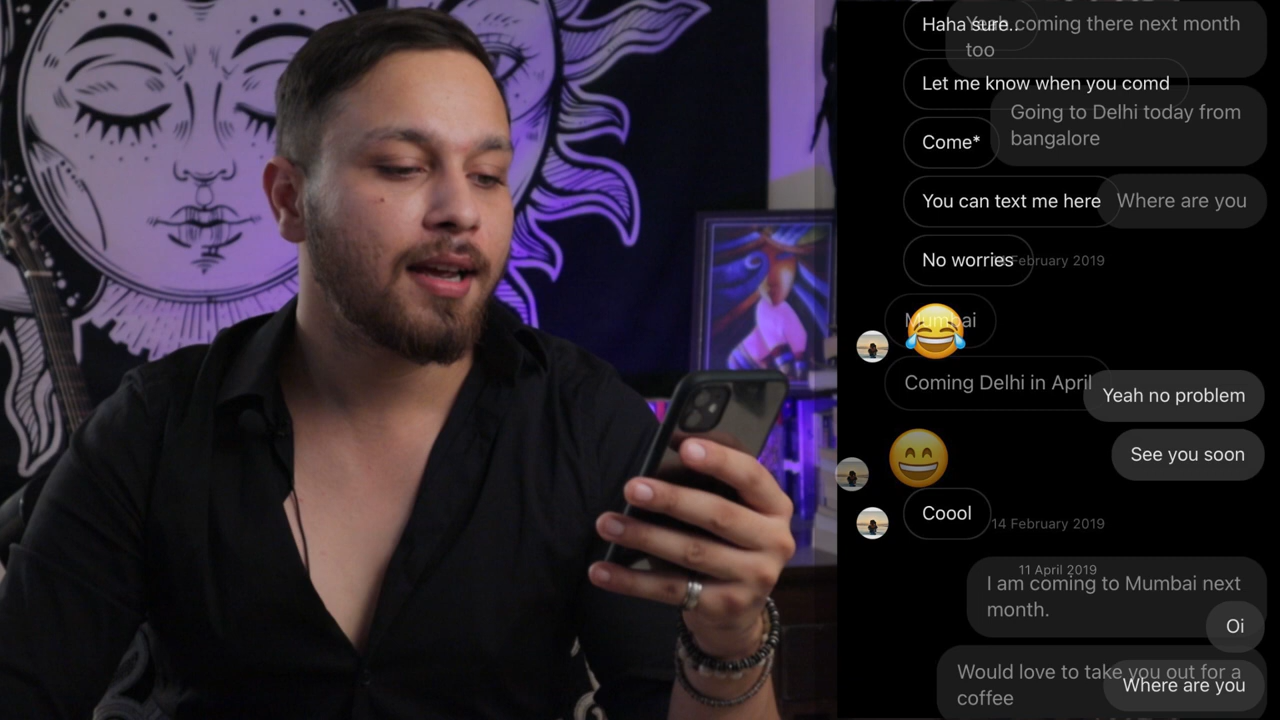 Haha sure..
Yeah coming there next month
too
Let me know when you comd
Going to Delhi today from
bangalore
Come*
You can text me here
Where are you
No worries
February 2019
Mumbai
Coming Delhi in April
Yeah no problem
See you soon
Coool
14 February 2019
11 April 2019
I am coming to Mumbai next
month.
Oi
Would love to take you out for a
coffee
Where are you